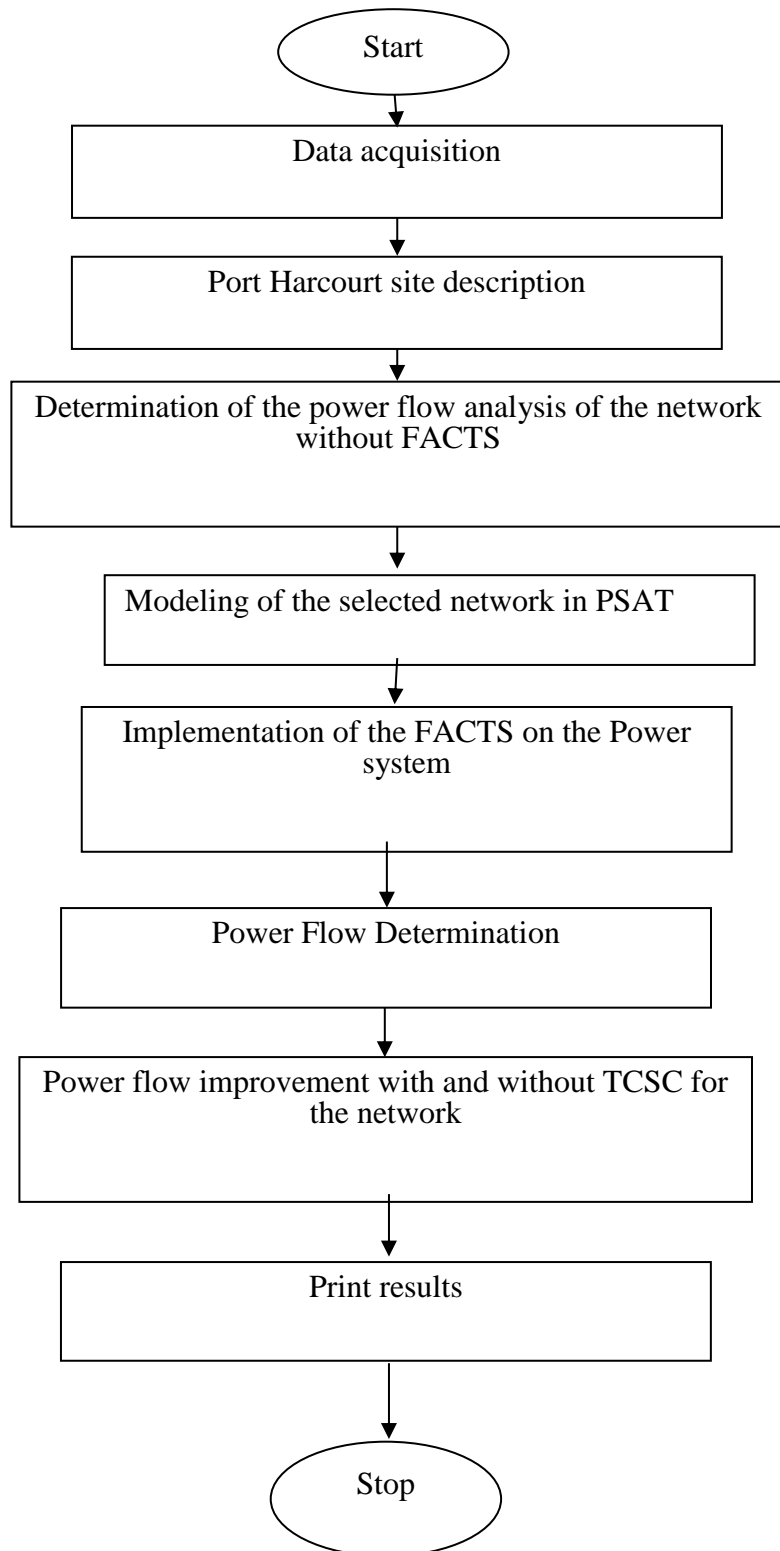 Start
Data acquisition
Port Harcourt site description
Determination of the power flow analysis of the network
without FACTS
Modeling of the selected network in PSAT
Implementation of the FACTS on the Power
system
Power Flow Determination
Power flow improvement with and without TCSC for
the network
Print results
Stop